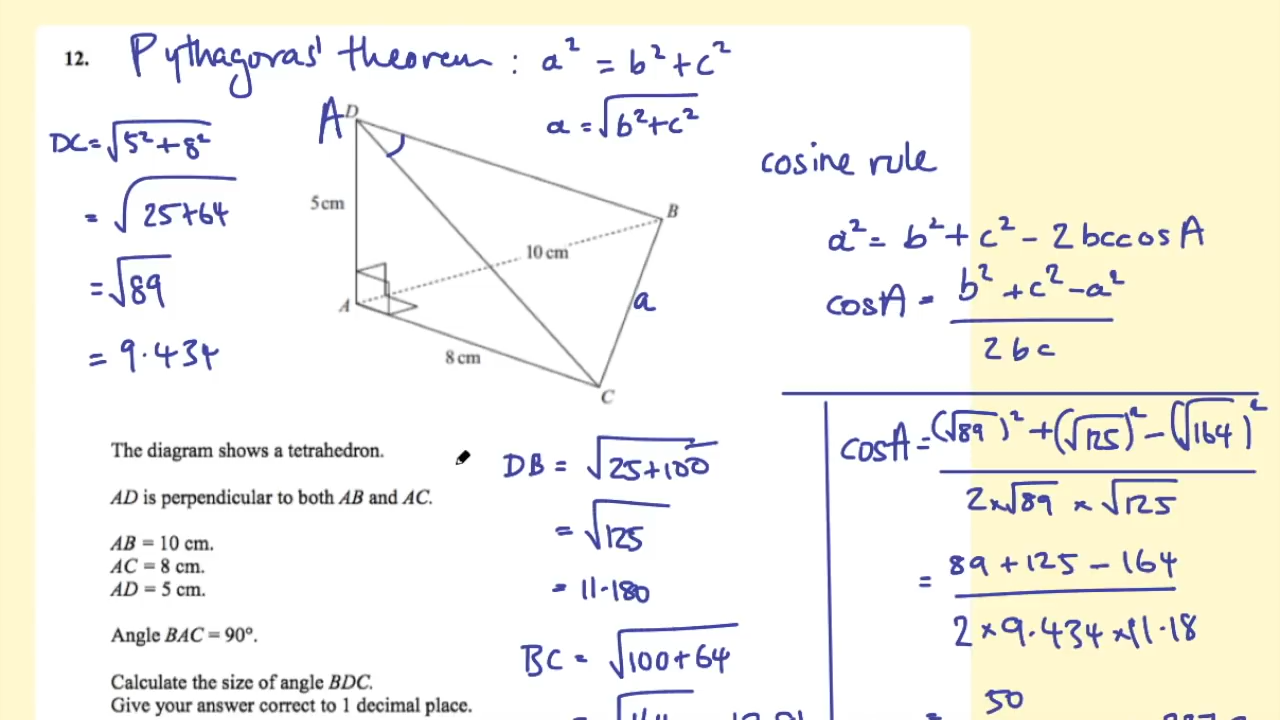 12. Pythagoras' theorem : a² = b² + c²
a = √(b² + c²)
DC = √(5² + 8²)
= √(25+64)
= √89
= 9.434
A
D
5 cm
B
10 cm
A
a
8 cm
C
cosine rule
a² = b² + c² - 2bccosA
cosA = (b² + c² - a²) / 2bc
The diagram shows a tetrahedron.
AD is perpendicular to both AB and AC.
AB = 10 cm.
AC = 8 cm.
AD = 5 cm.
Angle BAC = 90°.
Calculate the size of angle BDC.
Give your answer correct to 1 decimal place.
DB = √(25+100)
= √125
= 11.180
BC = √(100+64)
=
cosA = ((√89)² + (√125)² - (√164)²) / (2×√89 × √125)
= (89 + 125 - 164) / (2 × 9.434 × 11.18)
= 50